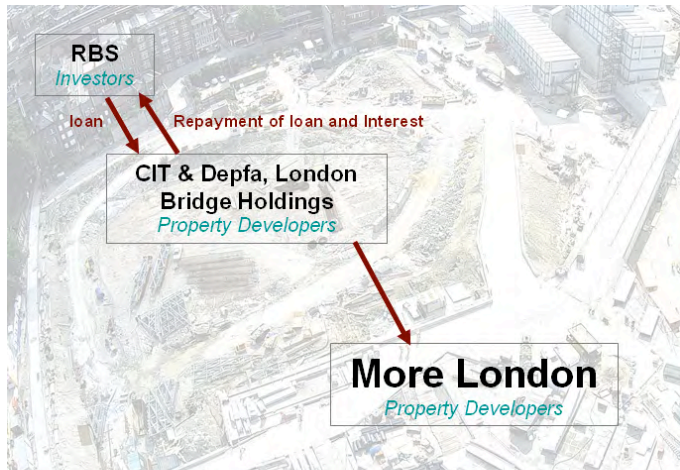 RBS
Investors
loan
Repayment of loan and Interest
CIT & Depfa, London
Bridge Holdings
Property Developers
More London
Property Developers